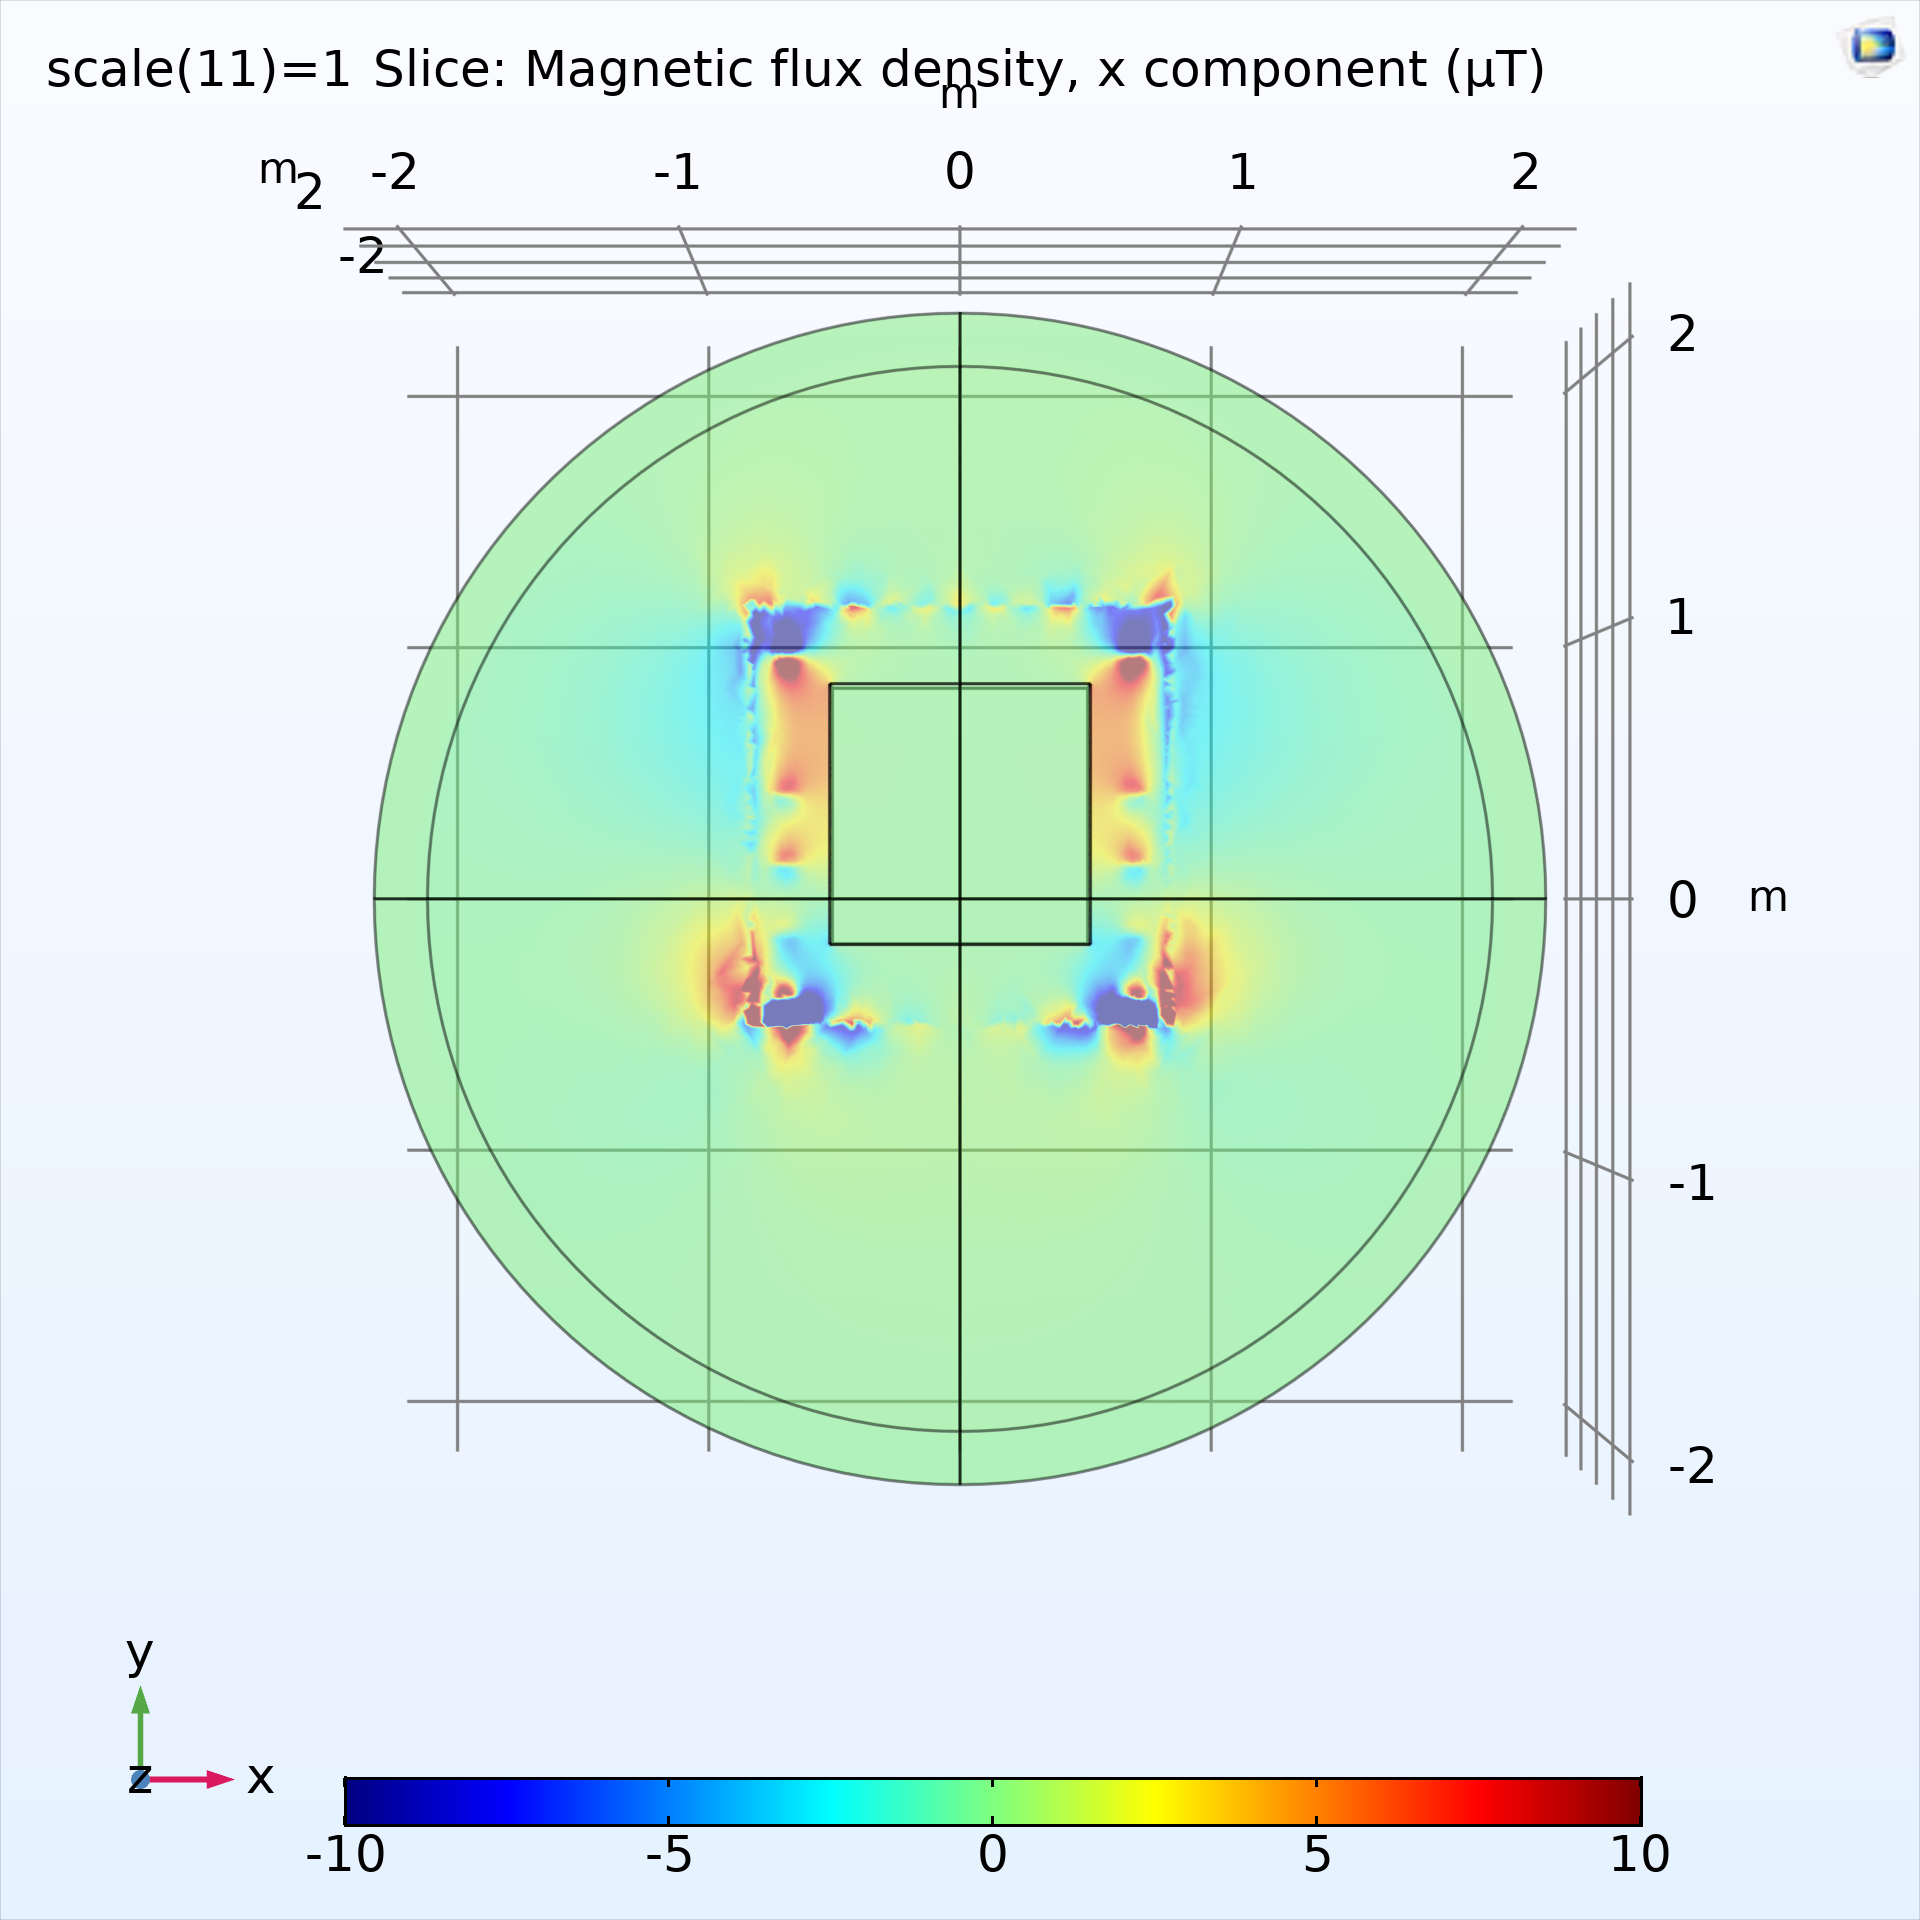 scale(11)=1 Slice: Magnetic flux density, x component (µT)
m
m 2 -2 -1 0 1 2
-2
2
1
0 m
-1
-2
y
z x
-10 -5 0 5 10